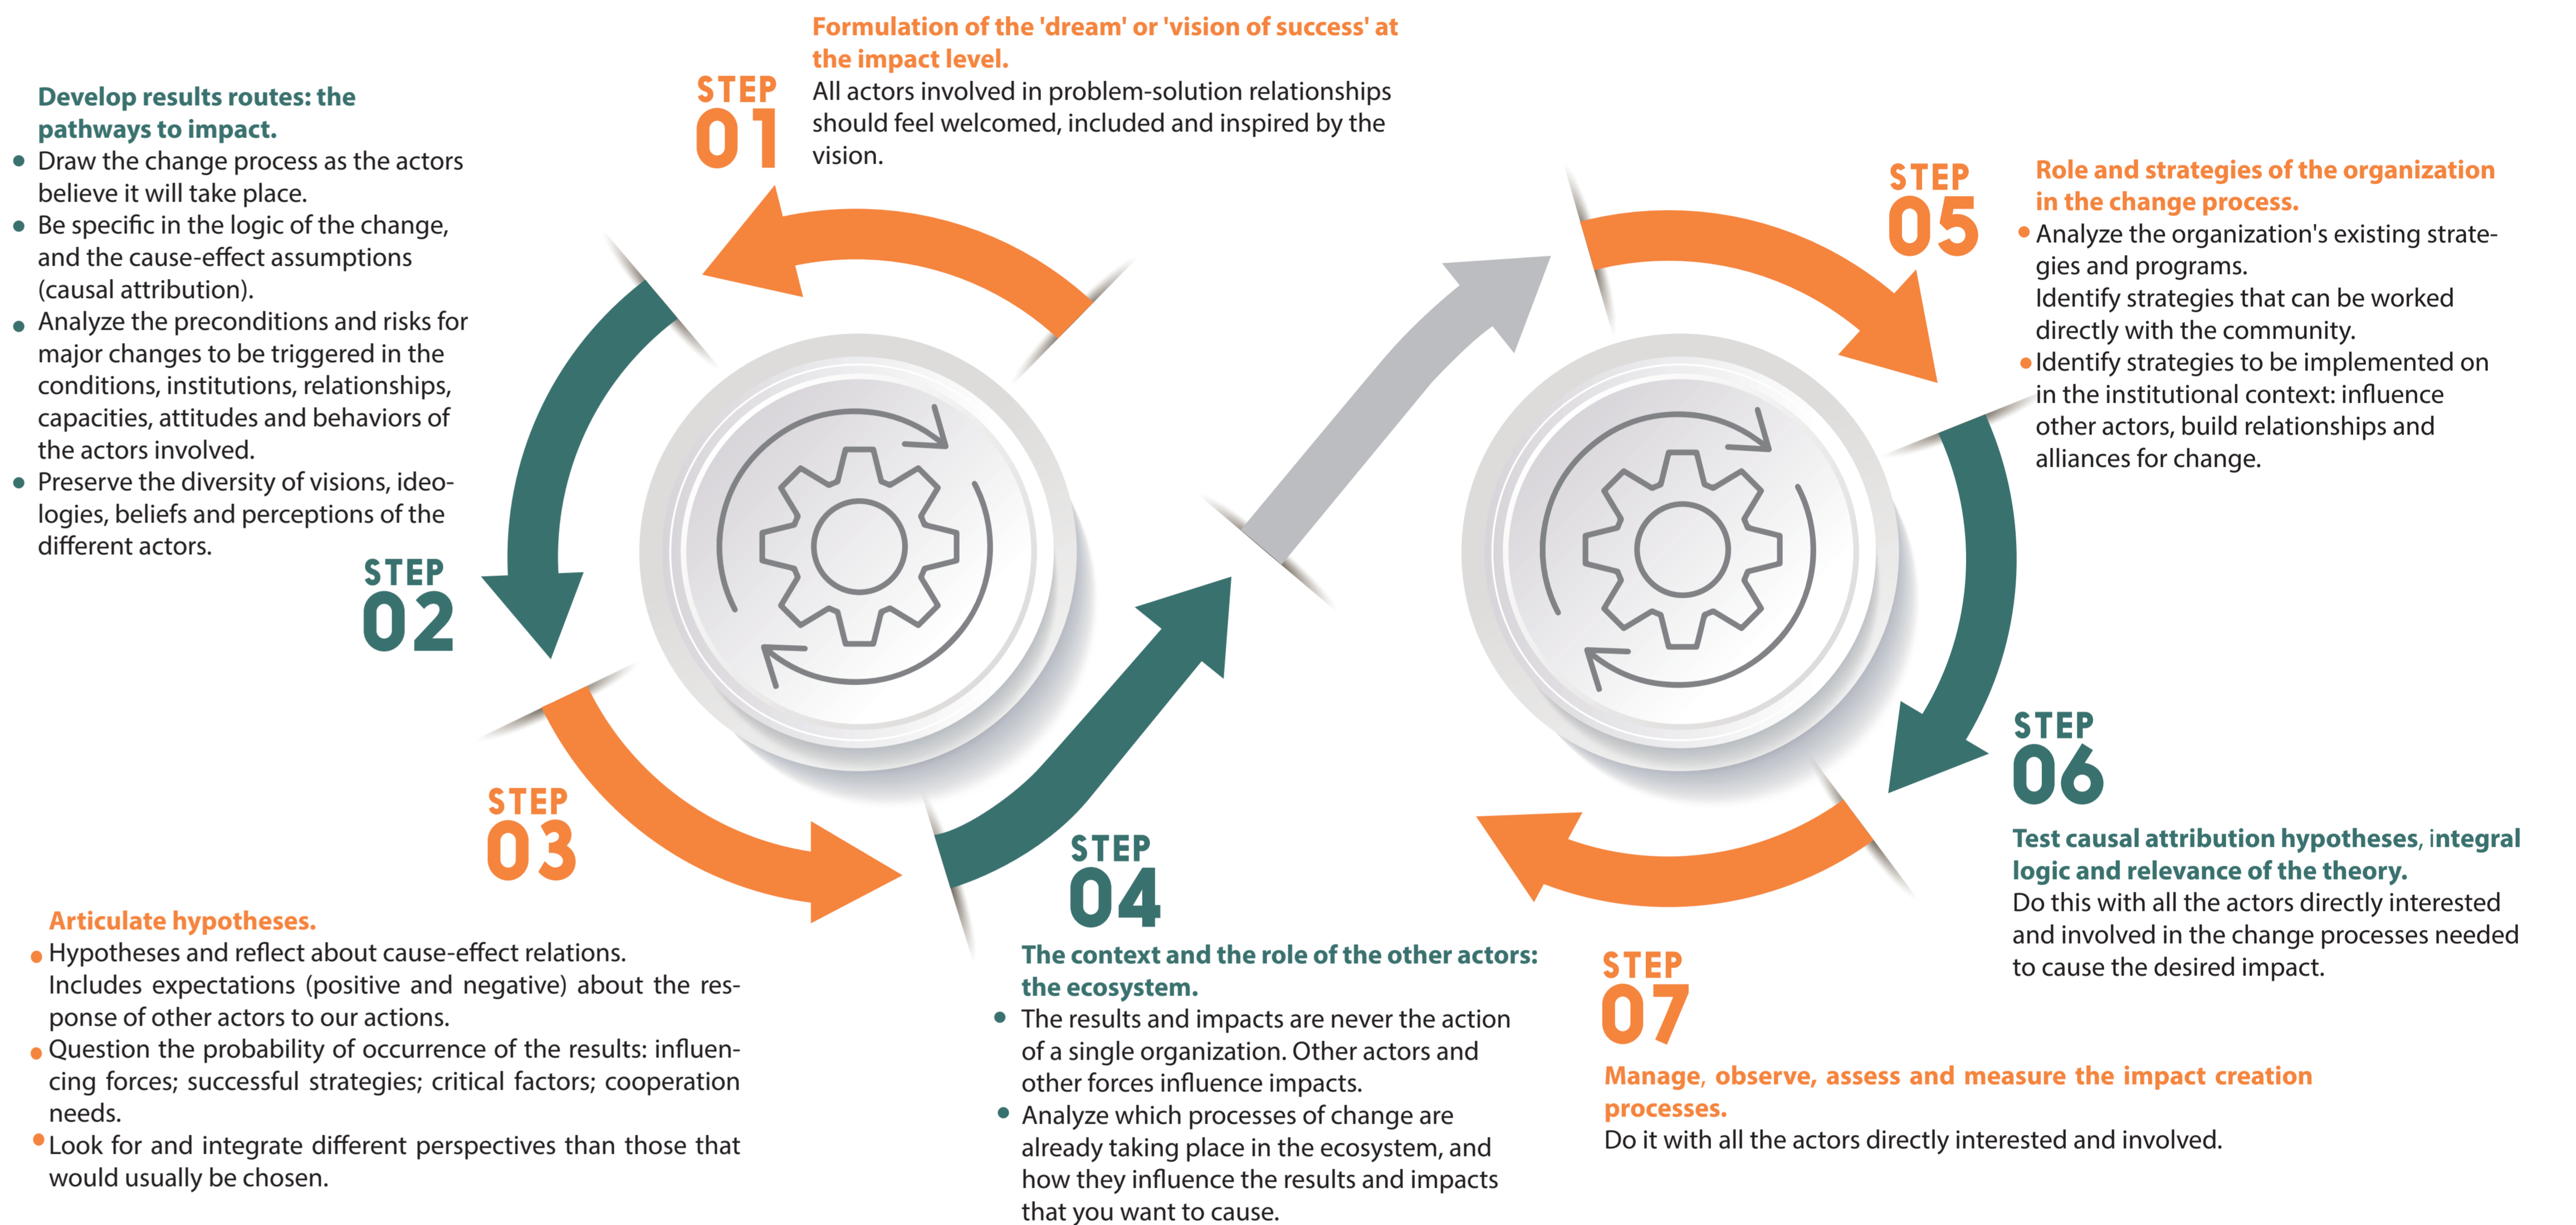 STEP
01
Formulation of the 'dream' or 'vision of success' at
the impact level.
All actors involved in problem-solution relationships
should feel welcomed, included and inspired by the
vision.
Develop results routes: the
pathways to impact.
• Draw the change process as the actors
believe it will take place.
• Be specific in the logic of the change,
and the cause-effect assumptions
(causal attribution).
• Analyze the preconditions and risks for
major changes to be triggered in the
conditions, institutions, relationships,
capacities, attitudes and behaviors of
the actors involved.
• Preserve the diversity of visions, ideo-
logies, beliefs and perceptions of the
different actors.
STEP
02
STEP
03
Articulate hypotheses.
• Hypotheses and reflect about cause-effect relations.
Includes expectations (positive and negative) about the res-
ponse of other actors to our actions.
• Question the probability of occurrence of the results: influen-
cing forces; successful strategies; critical factors; cooperation
needs.
• Look for and integrate different perspectives than those that
would usually be chosen.
STEP
04
The context and the role of the other actors:
the ecosystem.
• The results and impacts are never the action
of a single organization. Other actors and
other forces influence impacts.
• Analyze which processes of change are
already taking place in the ecosystem, and
how they influence the results and impacts
that you want to cause.
STEP
05
Role and strategies of the organization
in the change process.
• Analyze the organization's existing strate-
gies and programs.
Identify strategies that can be worked
directly with the community.
• Identify strategies to be implemented on
in the institutional context: influence
other actors, build relationships and
alliances for change.
STEP
06
Test causal attribution hypotheses, integral
logic and relevance of the theory.
Do this with all the actors directly interested
and involved in the change processes needed
to cause the desired impact.
STEP
07
Manage, observe, assess and measure the impact creation
processes.
Do it with all the actors directly interested and involved.